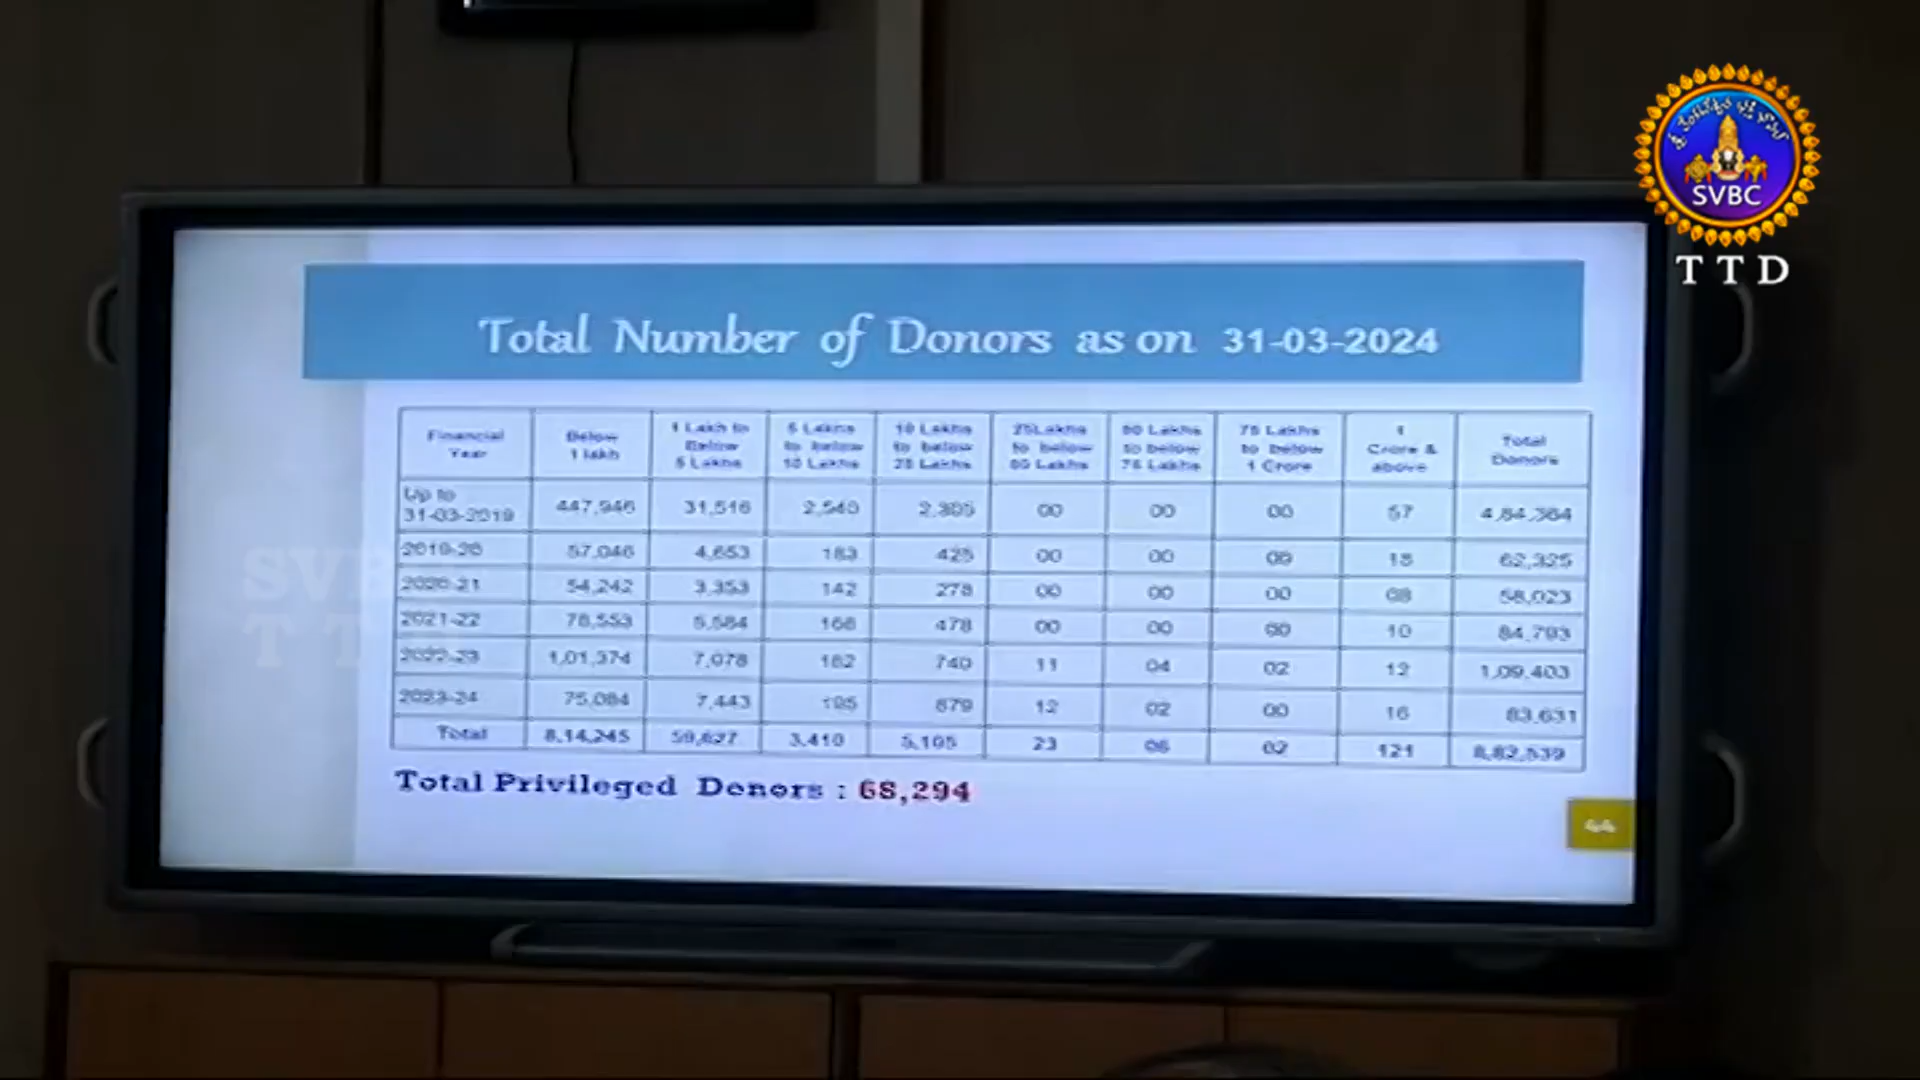 SVBC
T T D
Total Number of Donors as on 31-03-2024
Financial Year | Below 1 lakh | 1 Lakh to Below 5 Lakhs | 5 Lakhs to below 10 Lakhs | 10 Lakhs to below 25 Lakhs | 25Lakhs to below 50 Lakhs | 50 Lakhs to below 75 Lakhs | 75 Lakhs to below 1 Crore | 1 Crore & above | Total Donors
Up to 31-03-2019 | 447,946 | 31,516 | 2,540 | 2,305 | 00 | 00 | 00 | 57 | 4,84,364
2019-20 | 57,046 | 4,653 | 183 | 425 | 00 | 00 | 00 | 18 | 62,325
2020-21 | 54,242 | 3,353 | 142 | 278 | 00 | 00 | 00 | 08 | 58,023
2021-22 | 78,553 | 5,584 | 168 | 478 | 00 | 00 | 00 | 10 | 84,793
2022-23 | 1,01,374 | 7,078 | 182 | 740 | 11 | 04 | 02 | 12 | 1,09,403
2023-24 | 75,084 | 7,443 | 195 | 879 | 12 | 02 | 00 | 16 | 83,631
Total | 8,14,245 | 59,627 | 3,410 | 5,105 | 23 | 06 | 02 | 121 | 8,82,539
Total Privileged Donors : 68,294
44